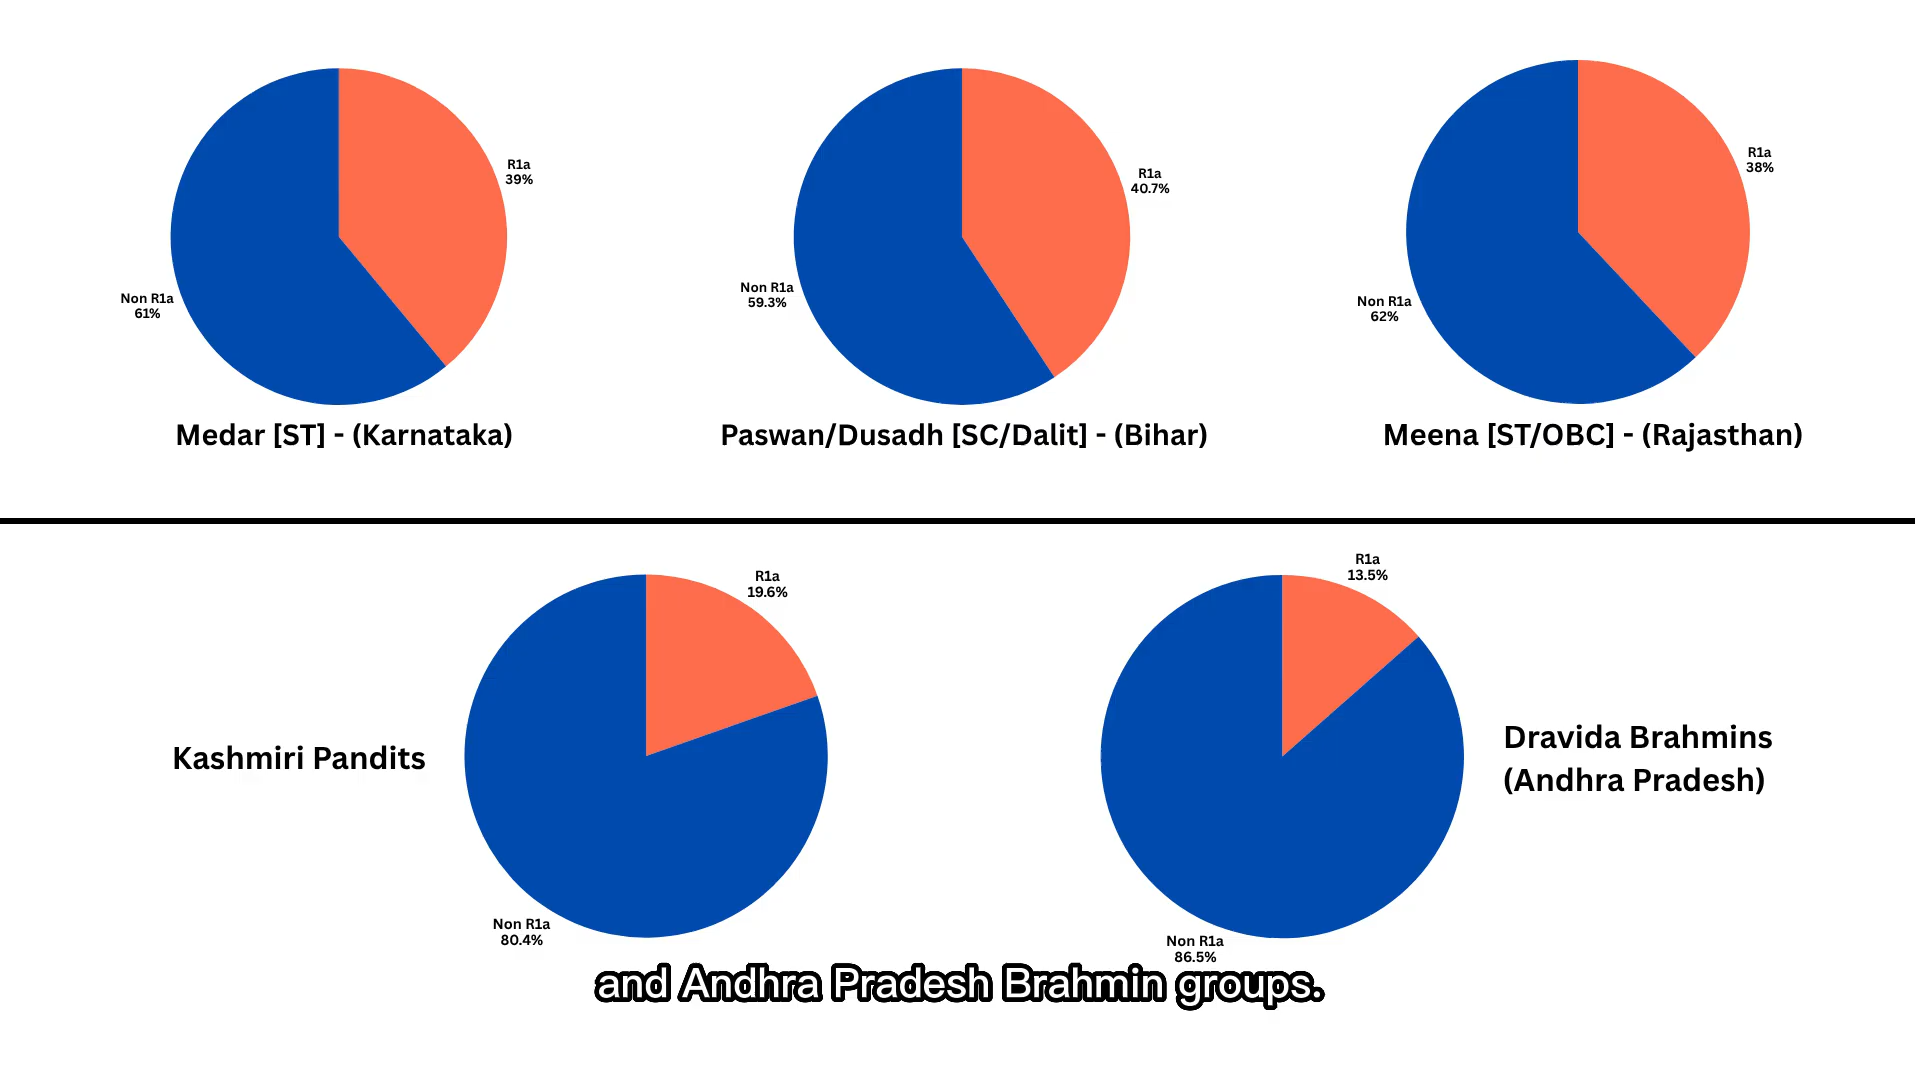 R1a
39%
Non R1a
61%
Medar [ST] - (Karnataka)
R1a
40.7%
Non R1a
59.3%
Paswan/Dusadh [SC/Dalit] - (Bihar)
R1a
38%
Non R1a
62%
Meena [ST/OBC] - (Rajasthan)
Kashmiri Pandits
R1a
19.6%
Non R1a
80.4%
R1a
13.5%
Non R1a
86.5%
Dravida Brahmins
(Andhra Pradesh)
and Andhra Pradesh Brahmin groups.